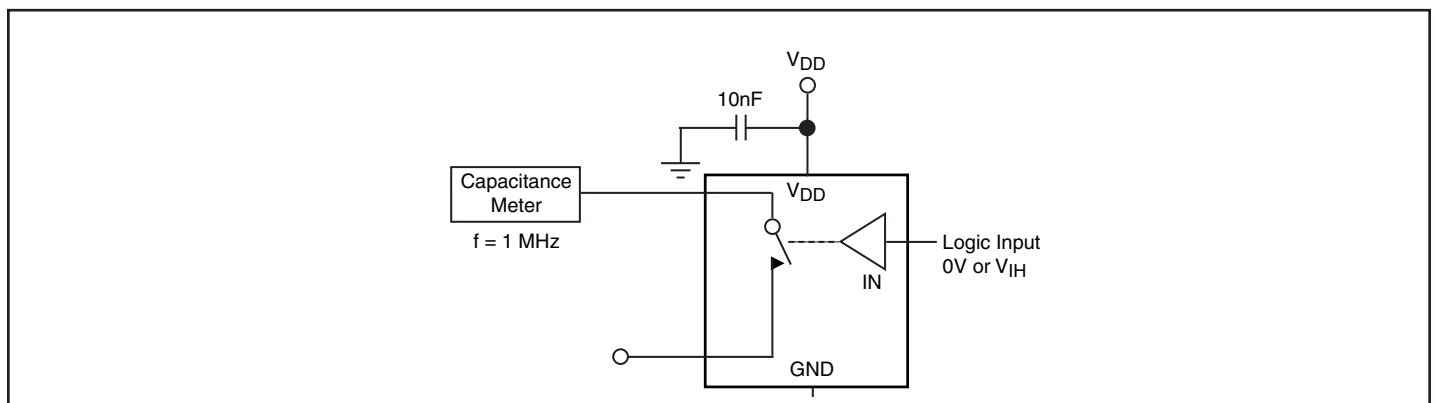 VDD
10nF
Capacitance
Meter
f = 1 MHz
VDD
Logic Input
0V or VIH
IN
GND